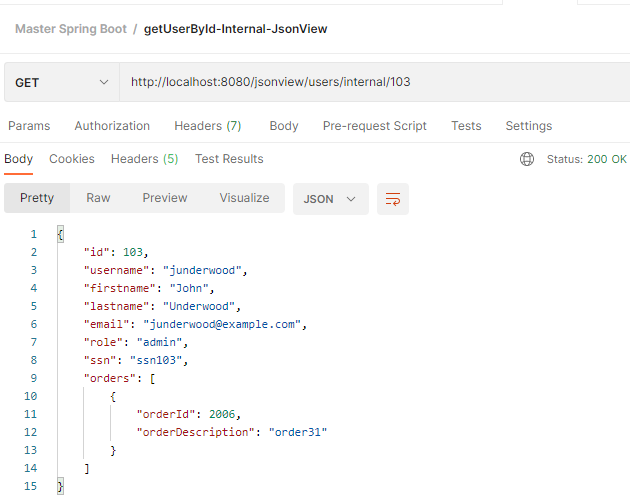 Master Spring Boot / getUserById-Internal-JsonView
GET http://localhost:8080/jsonview/users/internal/103
Params Authorization Headers (7) Body Pre-request Script Tests Settings
Body Cookies Headers (5) Test Results Status: 200 OK
Pretty Raw Preview Visualize JSON
1 {
2 "id": 103,
3 "username": "junderwood",
4 "firstname": "John",
5 "lastname": "Underwood",
6 "email": "junderwood@example.com",
7 "role": "admin",
8 "ssn": "ssn103",
9 "orders": [
10 {
11 "orderId": 2006,
12 "orderDescription": "order31"
13 }
14 ]
15 }